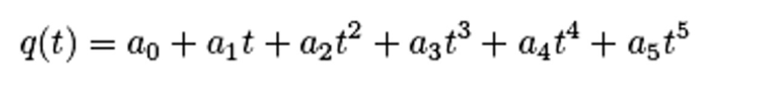 q(t) = a₀ + a₁t + a₂t² + a₃t³ + a₄t⁴ + a₅t⁵